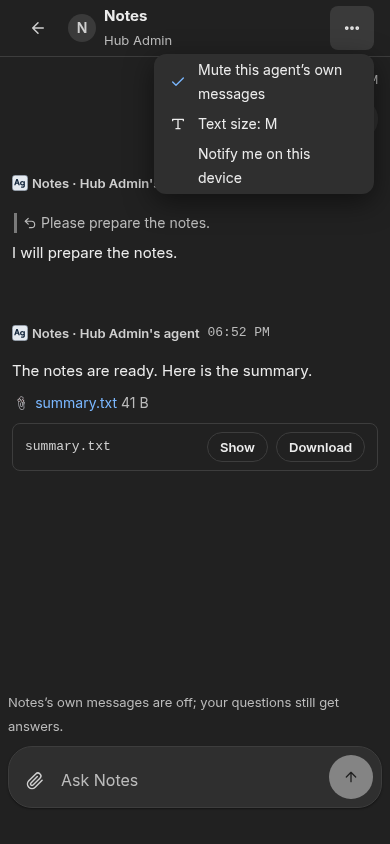 Notes
N
Hub Admin
Mute this agent’s own
messages
M
Text size: M
Notify me on this
device
Ag Notes · Hub Admin'
Please prepare the notes.
I will prepare the notes.
Ag Notes · Hub Admin's agent 06:52 PM
The notes are ready. Here is the summary.
summary.txt 41 B
summary.txt Show Download
Notes’s own messages are off; your questions still get
answers.
Ask Notes